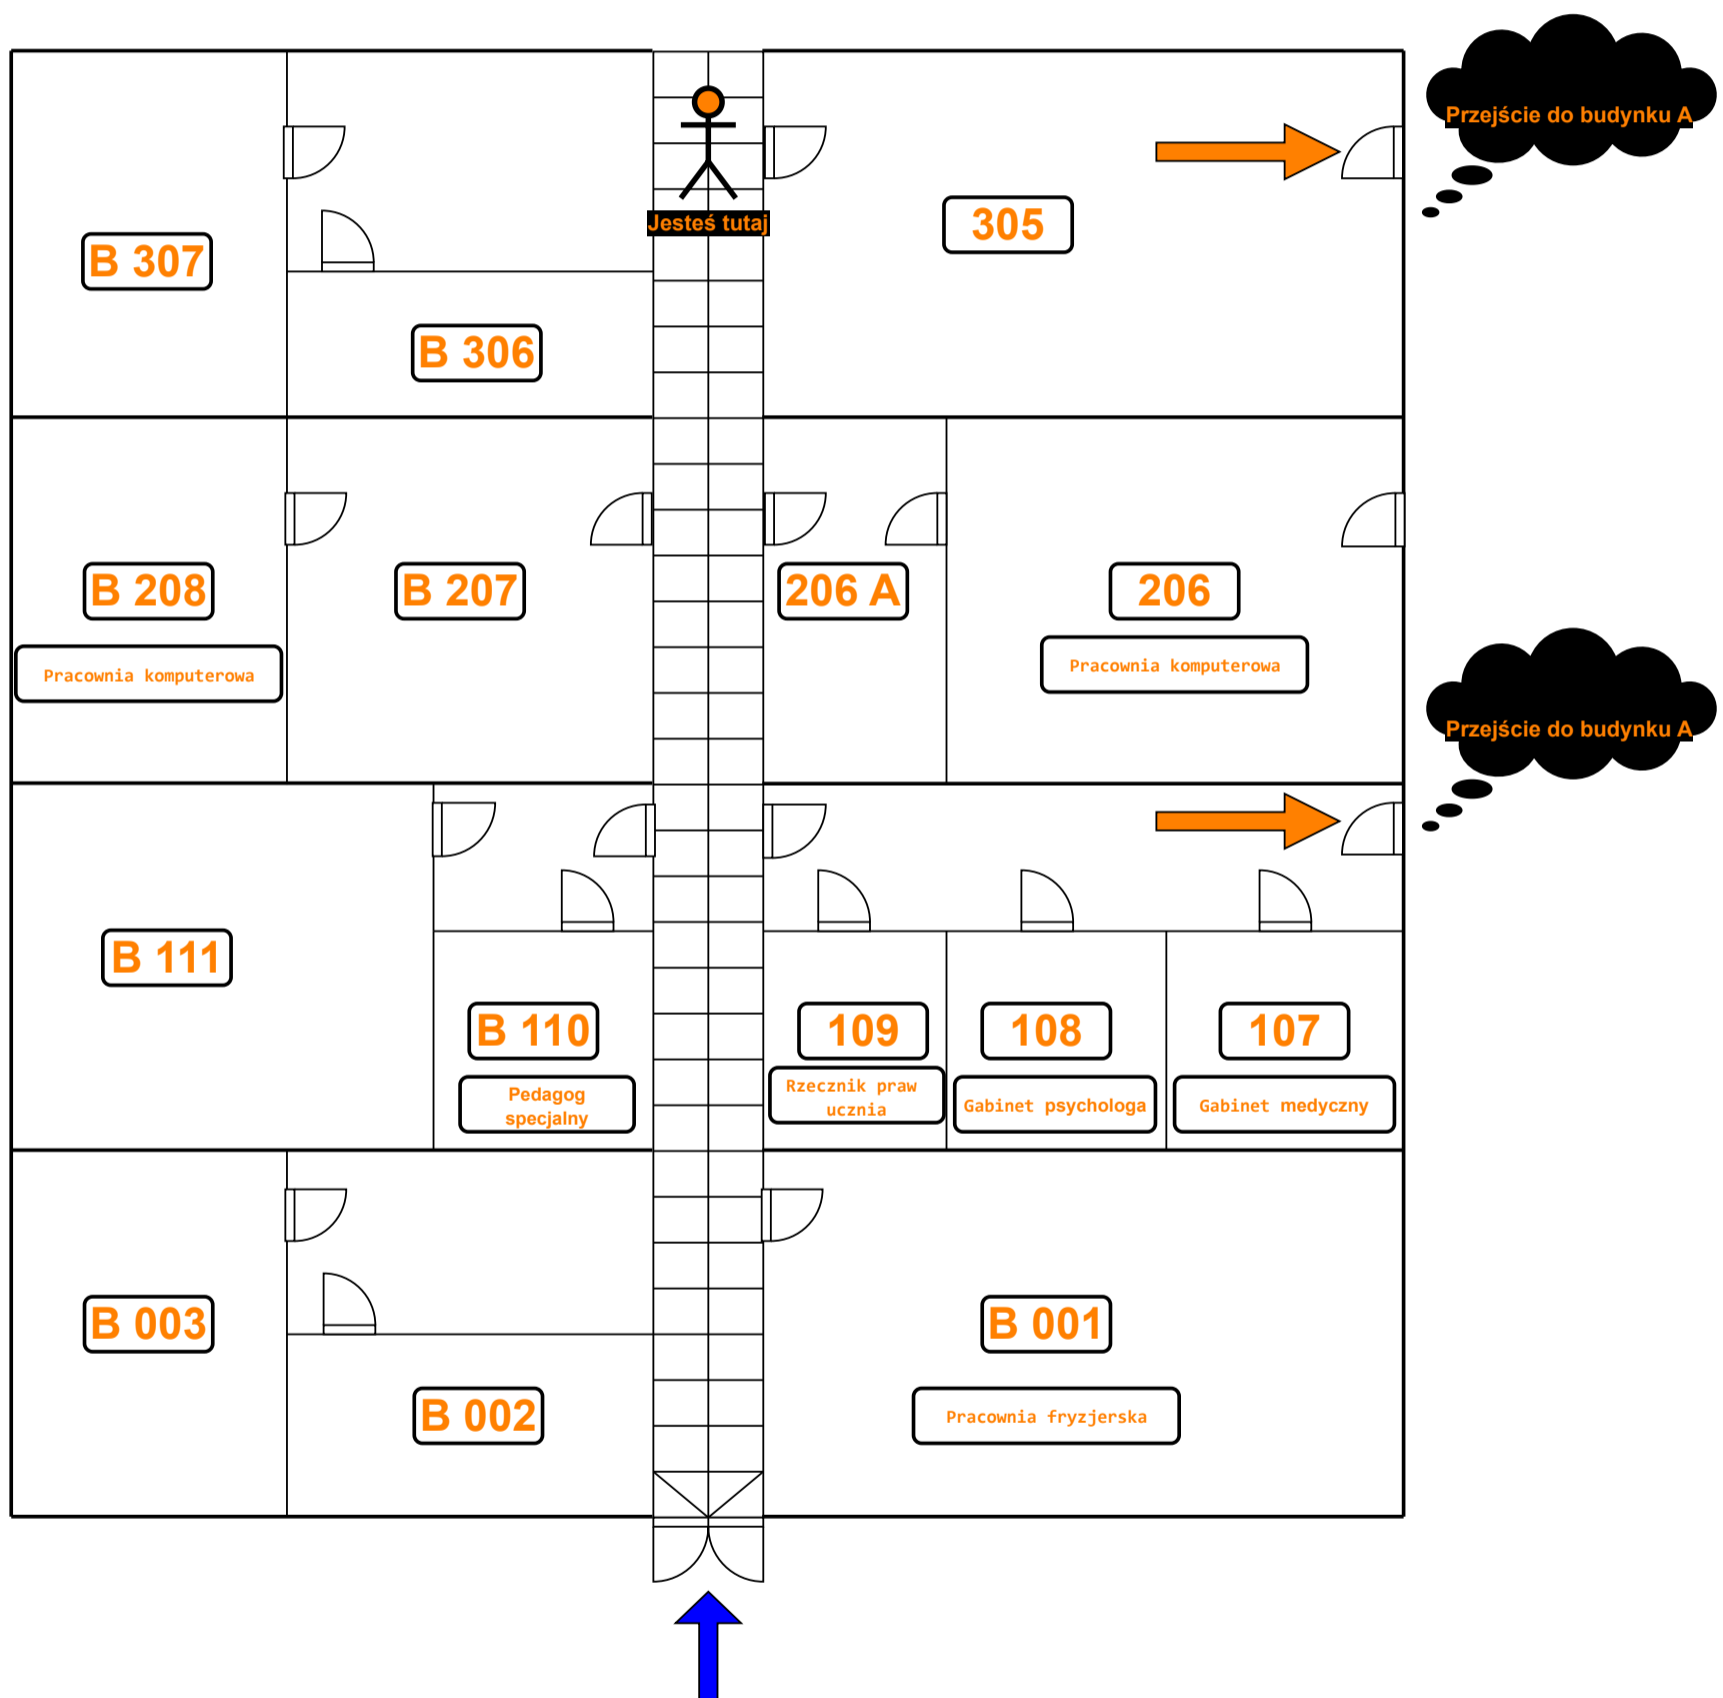 Przejście do budynku A
Jesteś tutaj
305
B 307
B 306
B 208
B 207
206 A
206
Pracownia komputerowa
Pracownia komputerowa
Przejście do budynku A
B 111
B 110
109
108
107
Pedagog
specjalny
Rzecznik praw
ucznia
Gabinet psychologa
Gabinet medyczny
B 003
B 001
B 002
Pracownia fryzjerska